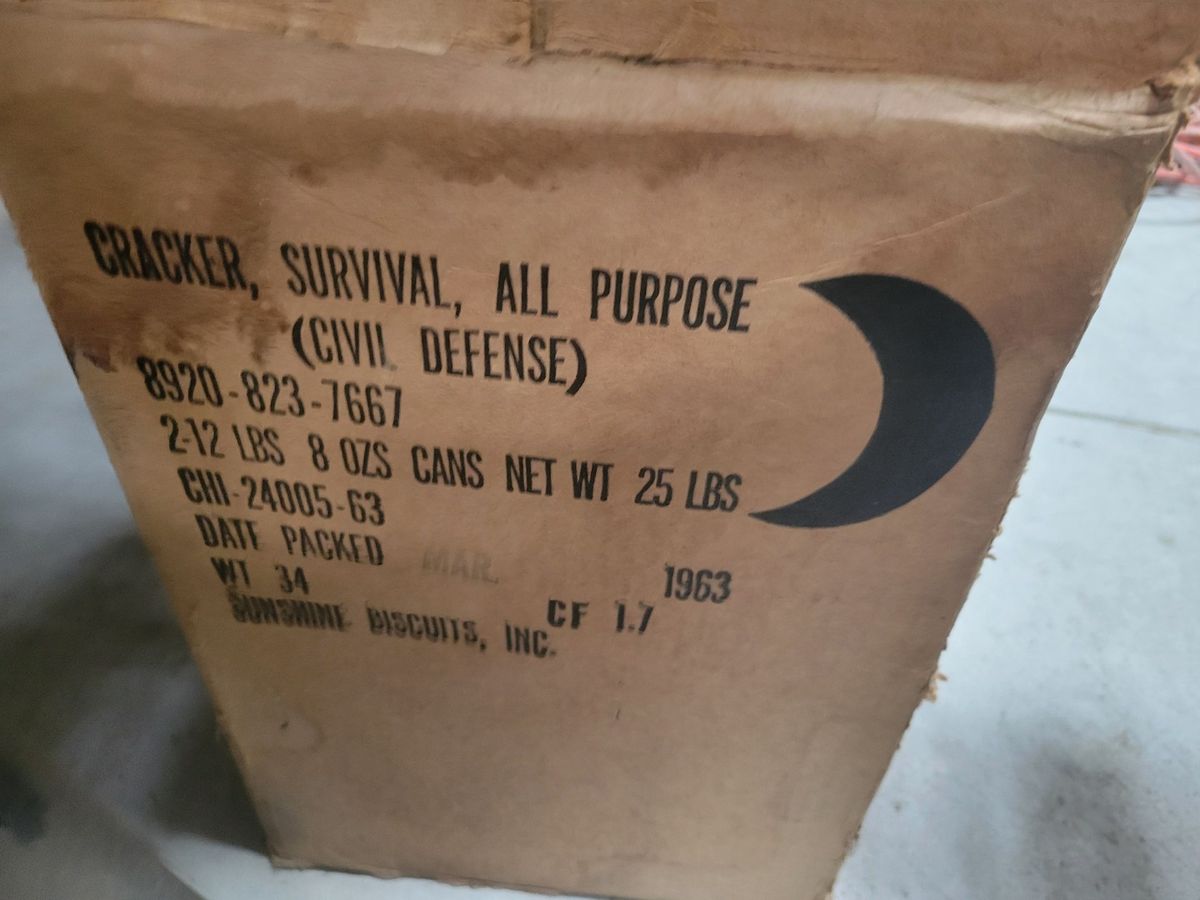 CRACKER, SURVIVAL, ALL PURPOSE
(CIVIL DEFENSE)
8920-823-7667
2-12 LBS 8 OZS CANS NET WT 25 LBS
CHI-24005-63
DATE PACKED MAR. 1963
WT 34 CF 1.7
SUNSHINE BISCUITS, INC.